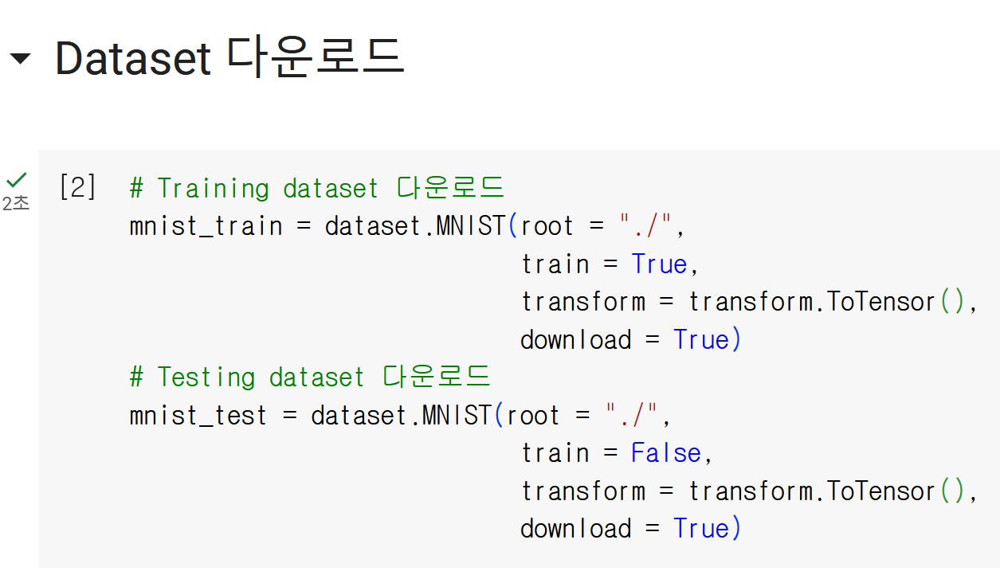 Dataset 다운로드
[2] # Training dataset 다운로드
2초
mnist_train = dataset.MNIST(root = "./",
train = True,
transform = transform.ToTensor(),
download = True)
# Testing dataset 다운로드
mnist_test = dataset.MNIST(root = "./",
train = False,
transform = transform.ToTensor(),
download = True)